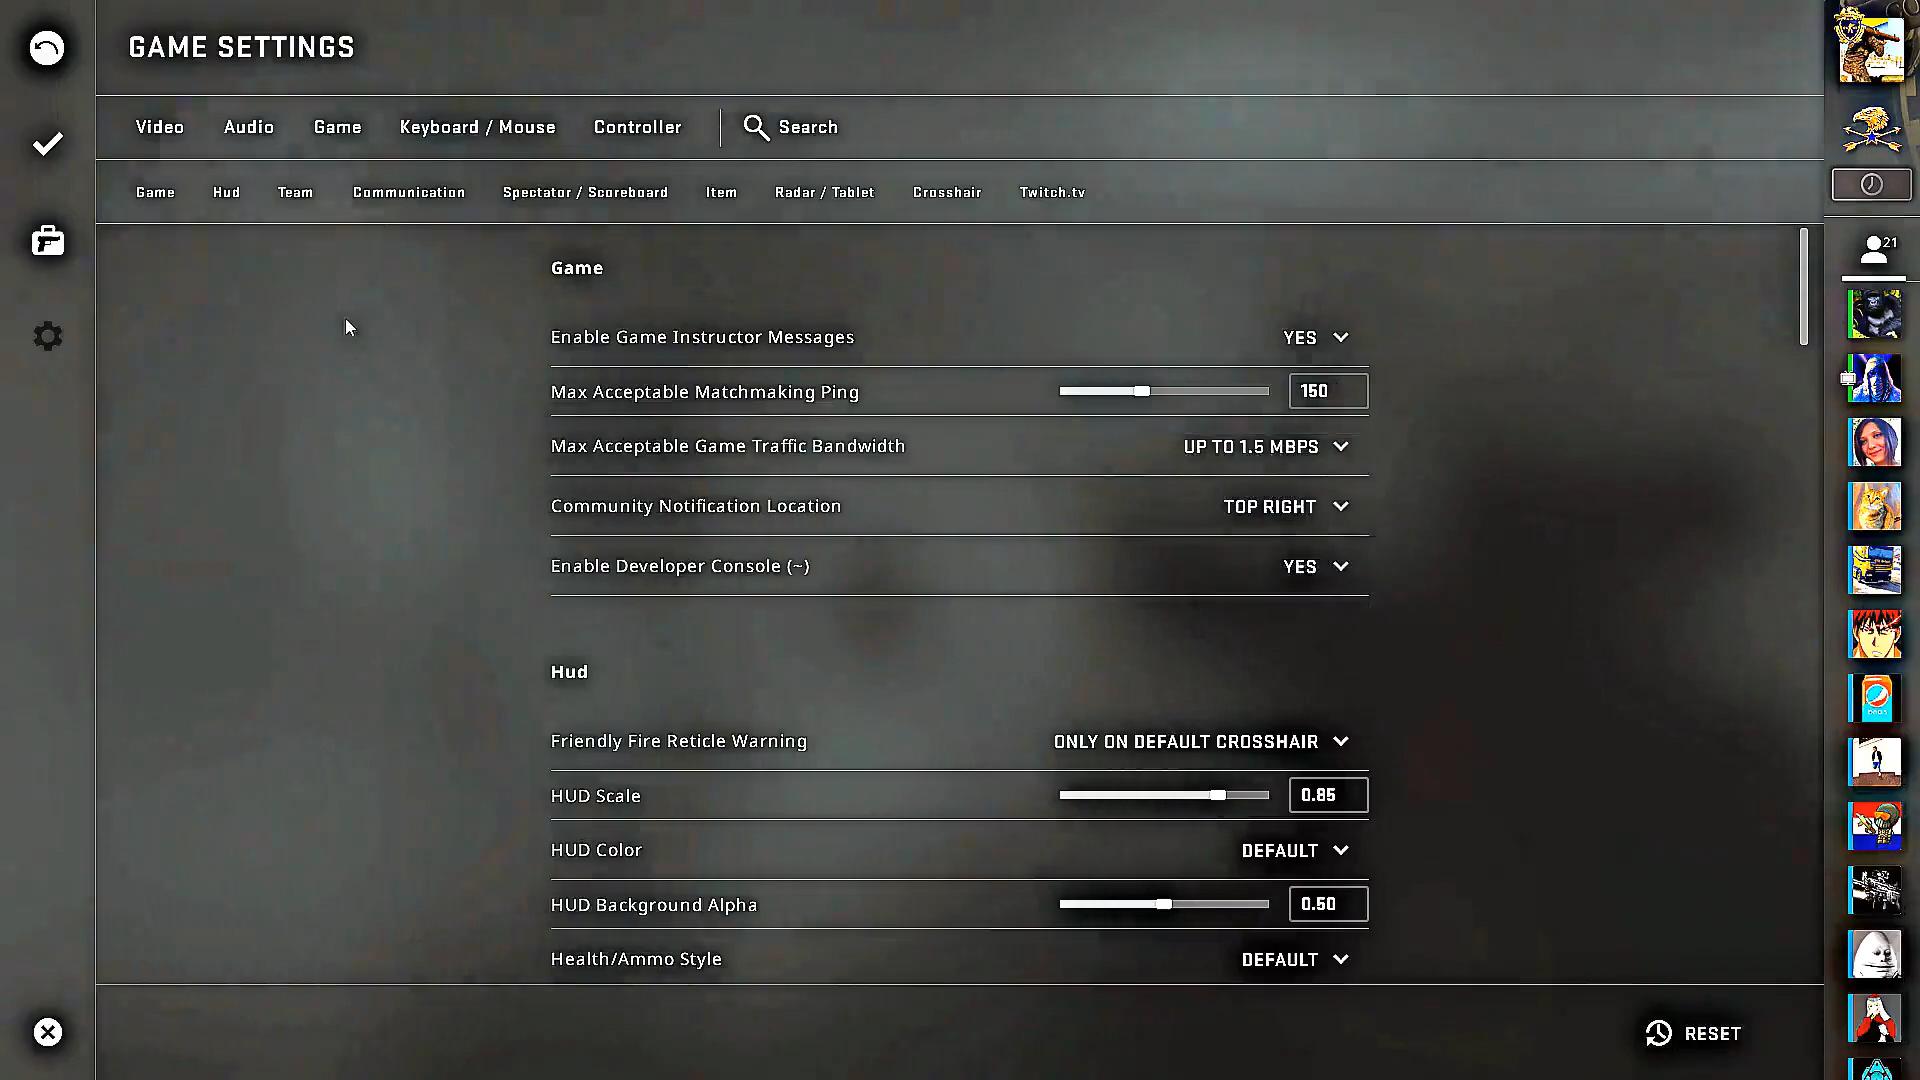 GAME SETTINGS
Video Audio Game Keyboard / Mouse Controller Search
Game Hud Team Communication Spectator / Scoreboard Item Radar / Tablet Crosshair Twitch.tv
21
Game
Enable Game Instructor Messages YES
Max Acceptable Matchmaking Ping 150
Max Acceptable Game Traffic Bandwidth UP TO 1.5 MBPS
Community Notification Location TOP RIGHT
Enable Developer Console (~) YES
Hud
Friendly Fire Reticle Warning ONLY ON DEFAULT CROSSHAIR
HUD Scale 0.85
HUD Color DEFAULT
HUD Background Alpha 0.50
Health/Ammo Style DEFAULT
RESET